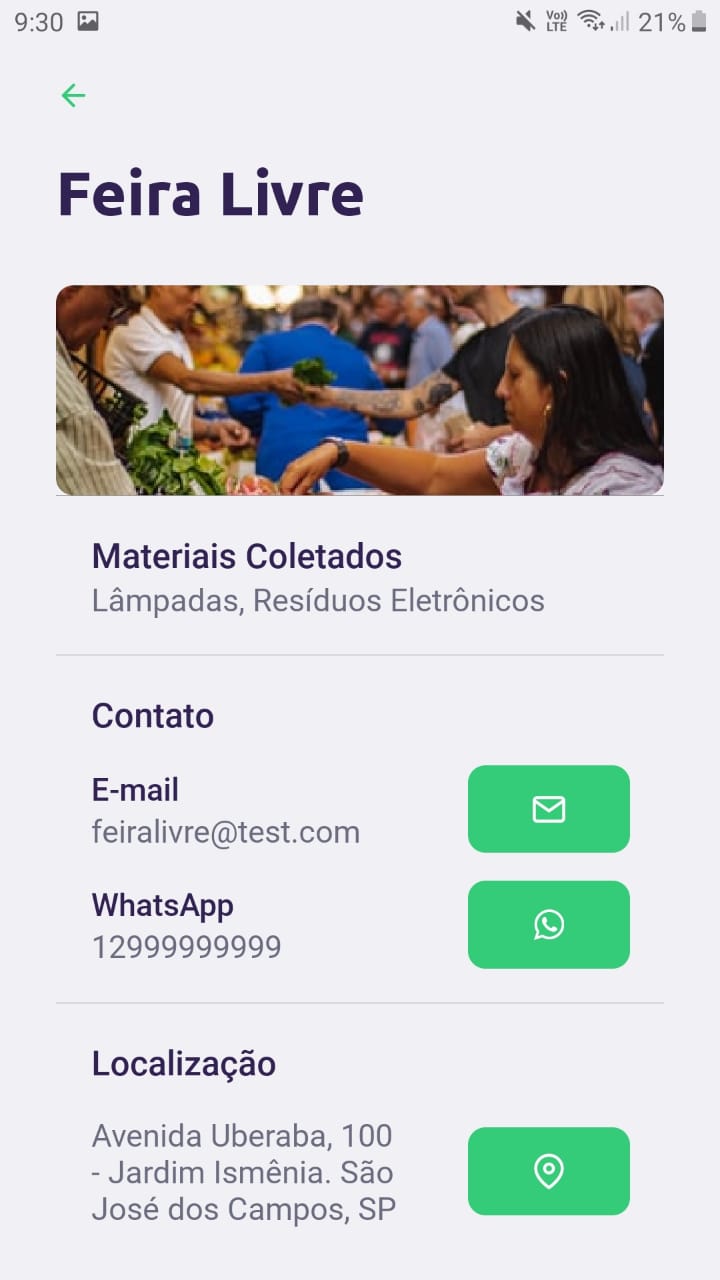 9:30
Vo))
LTE
21%
Feira Livre
Materiais Coletados
Lâmpadas, Resíduos Eletrônicos
Contato
E-mail
feiralivre@test.com
WhatsApp
12999999999
Localização
Avenida Uberaba, 100
- Jardim Ismênia. São
José dos Campos, SP